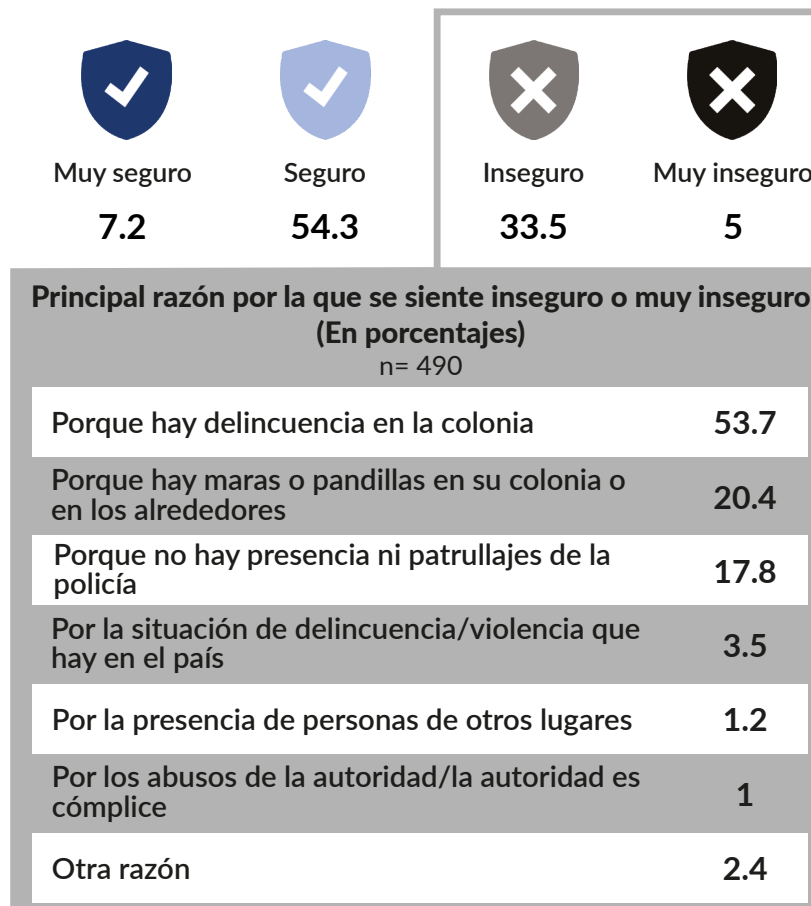 Muy seguro
Seguro
Inseguro
Muy inseguro
7.2
54.3
33.5
5
Principal razón por la que se siente inseguro o muy inseguro
(En porcentajes)
n= 490
Porque hay delincuencia en la colonia
53.7
Porque hay maras o pandillas en su colonia o
en los alrededores
20.4
Porque no hay presencia ni patrullajes de la
policía
17.8
Por la situación de delincuencia/violencia que
hay en el país
3.5
Por la presencia de personas de otros lugares
1.2
Por los abusos de la autoridad/la autoridad es
cómplice
1
Otra razón
2.4